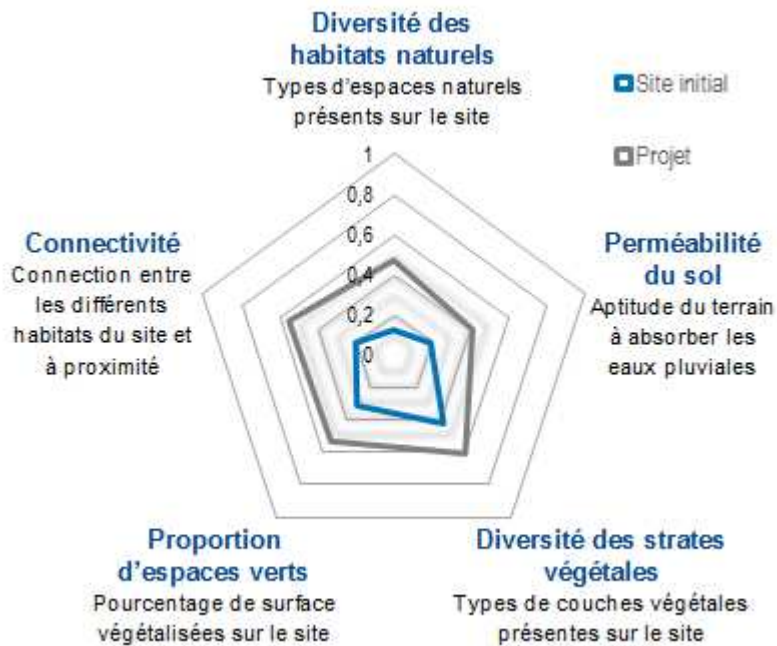 Diversité des
habitats naturels
Types d'espaces naturels
présents sur le site
Site initial
Projet
1
0,8
0,6
0,4
0,2
0
Connectivité
Connection entre
les différents
habitats du site et
à proximité
Perméabilité
du sol
Aptitude du terrain
à absorber les
eaux pluviales
Proportion
d'espaces verts
Pourcentage de surface
végétalisées sur le site
Diversité des strates
végétales
Types de couches végétales
présentes sur le site